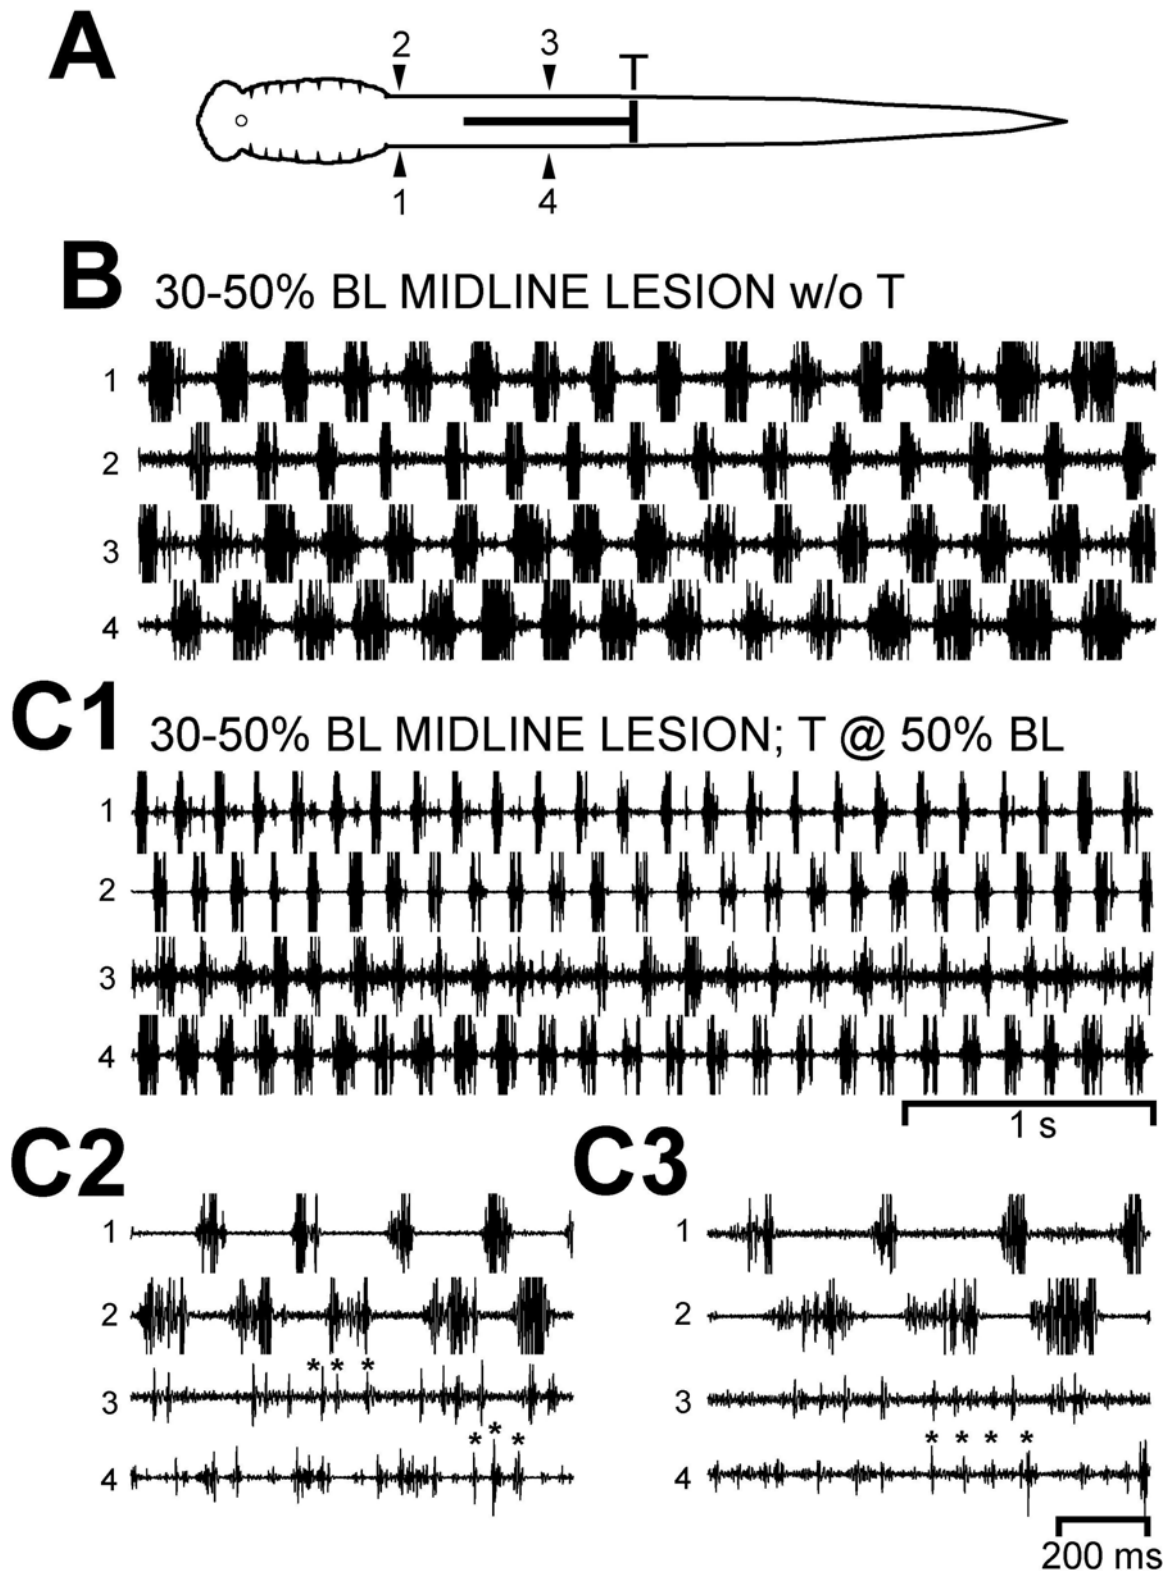 A
2 3 T
1 4
B 30-50% BL MIDLINE LESION w/o T
1
2
3
4
C1 30-50% BL MIDLINE LESION; T @ 50% BL
1
2
3
4
1 s
C2
1
2
* * *
3
* * *
4
C3
1
2
3
* * * *
4
200 ms